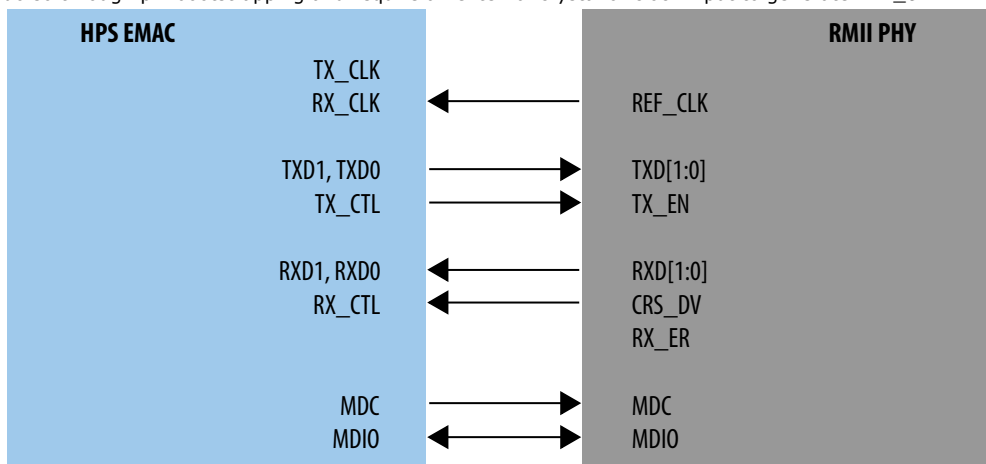 HPS EMAC RMII PHY
TX_CLK
RX_CLK REF_CLK
TXD1, TXD0 TXD[1:0]
TX_CTL TX_EN
RXD1, RXD0 RXD[1:0]
RX_CTL CRS_DV
RX_ER
MDC MDC
MDIO MDIO